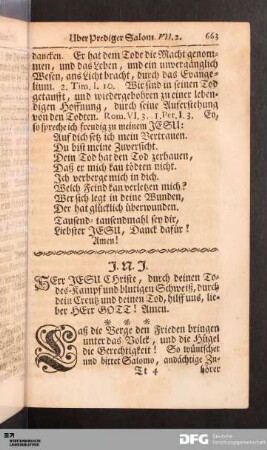 Uber Prediger Salom. VII. 2. 663
dancken. Er hat dem Tode die Macht genom-
men, und das Leben, und ein unvergänglich
Wesen, ans Licht bracht, durch das Evange-
lium. 2. Tim. I. 10. Wir sind in seinen Tod
getaufft, und wiedergebohren zu einer leben-
digen Hoffnung, durch seine Auferstehung
von den Todten. Rom. VI, 3. 1. Pet. I. 3. Ey,
so spreche ich freudig zu meinem JESU:
Auf dich setz ich mein Vertrauen.
Du bist meine Zuversicht.
Dein Tod hat den Tod zerhauen,
Daß er mich kan tödten nicht.
Ich verberge mich in dich.
Welch Feind kan verletzen mich?
Wer sich legt in deine Wunden,
Der hat glücklich überwunden.
Tausend- tausendmahl sey dir,
Liebster JESU, Danck dafür!
Amen!
J. N. J.
HErr JESU CHriste, durch deinen To-
des-Kampf und blutigen Schweiß, durch
dein Creutz und deinen Tod, hilff uns, lie-
ber HErr GOTT! Amen.
* * *
Laß die Berge den Frieden bringen
unter das Volck, und die Hügel
die Gerechtigkeit! So wünschet
und bittet Salomo, andächtige Zu-
Tt 4 hörer
DFG Deutsche
Forschungsgemeinschaft